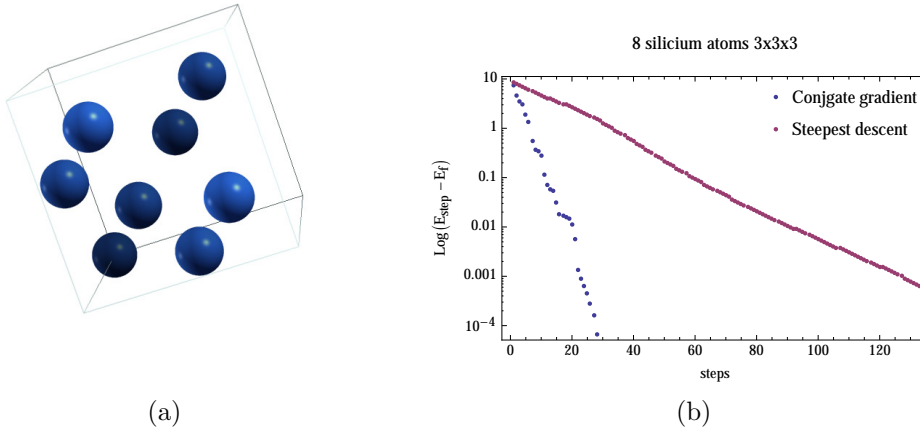 8 silicium atoms 3x3x3
Conjgate gradient
Steepest descent
Log (E_step − E_f)
10
1
0.1
0.01
0.001
10^-4
0 20 40 60 80 100 120
steps
(a) (b)